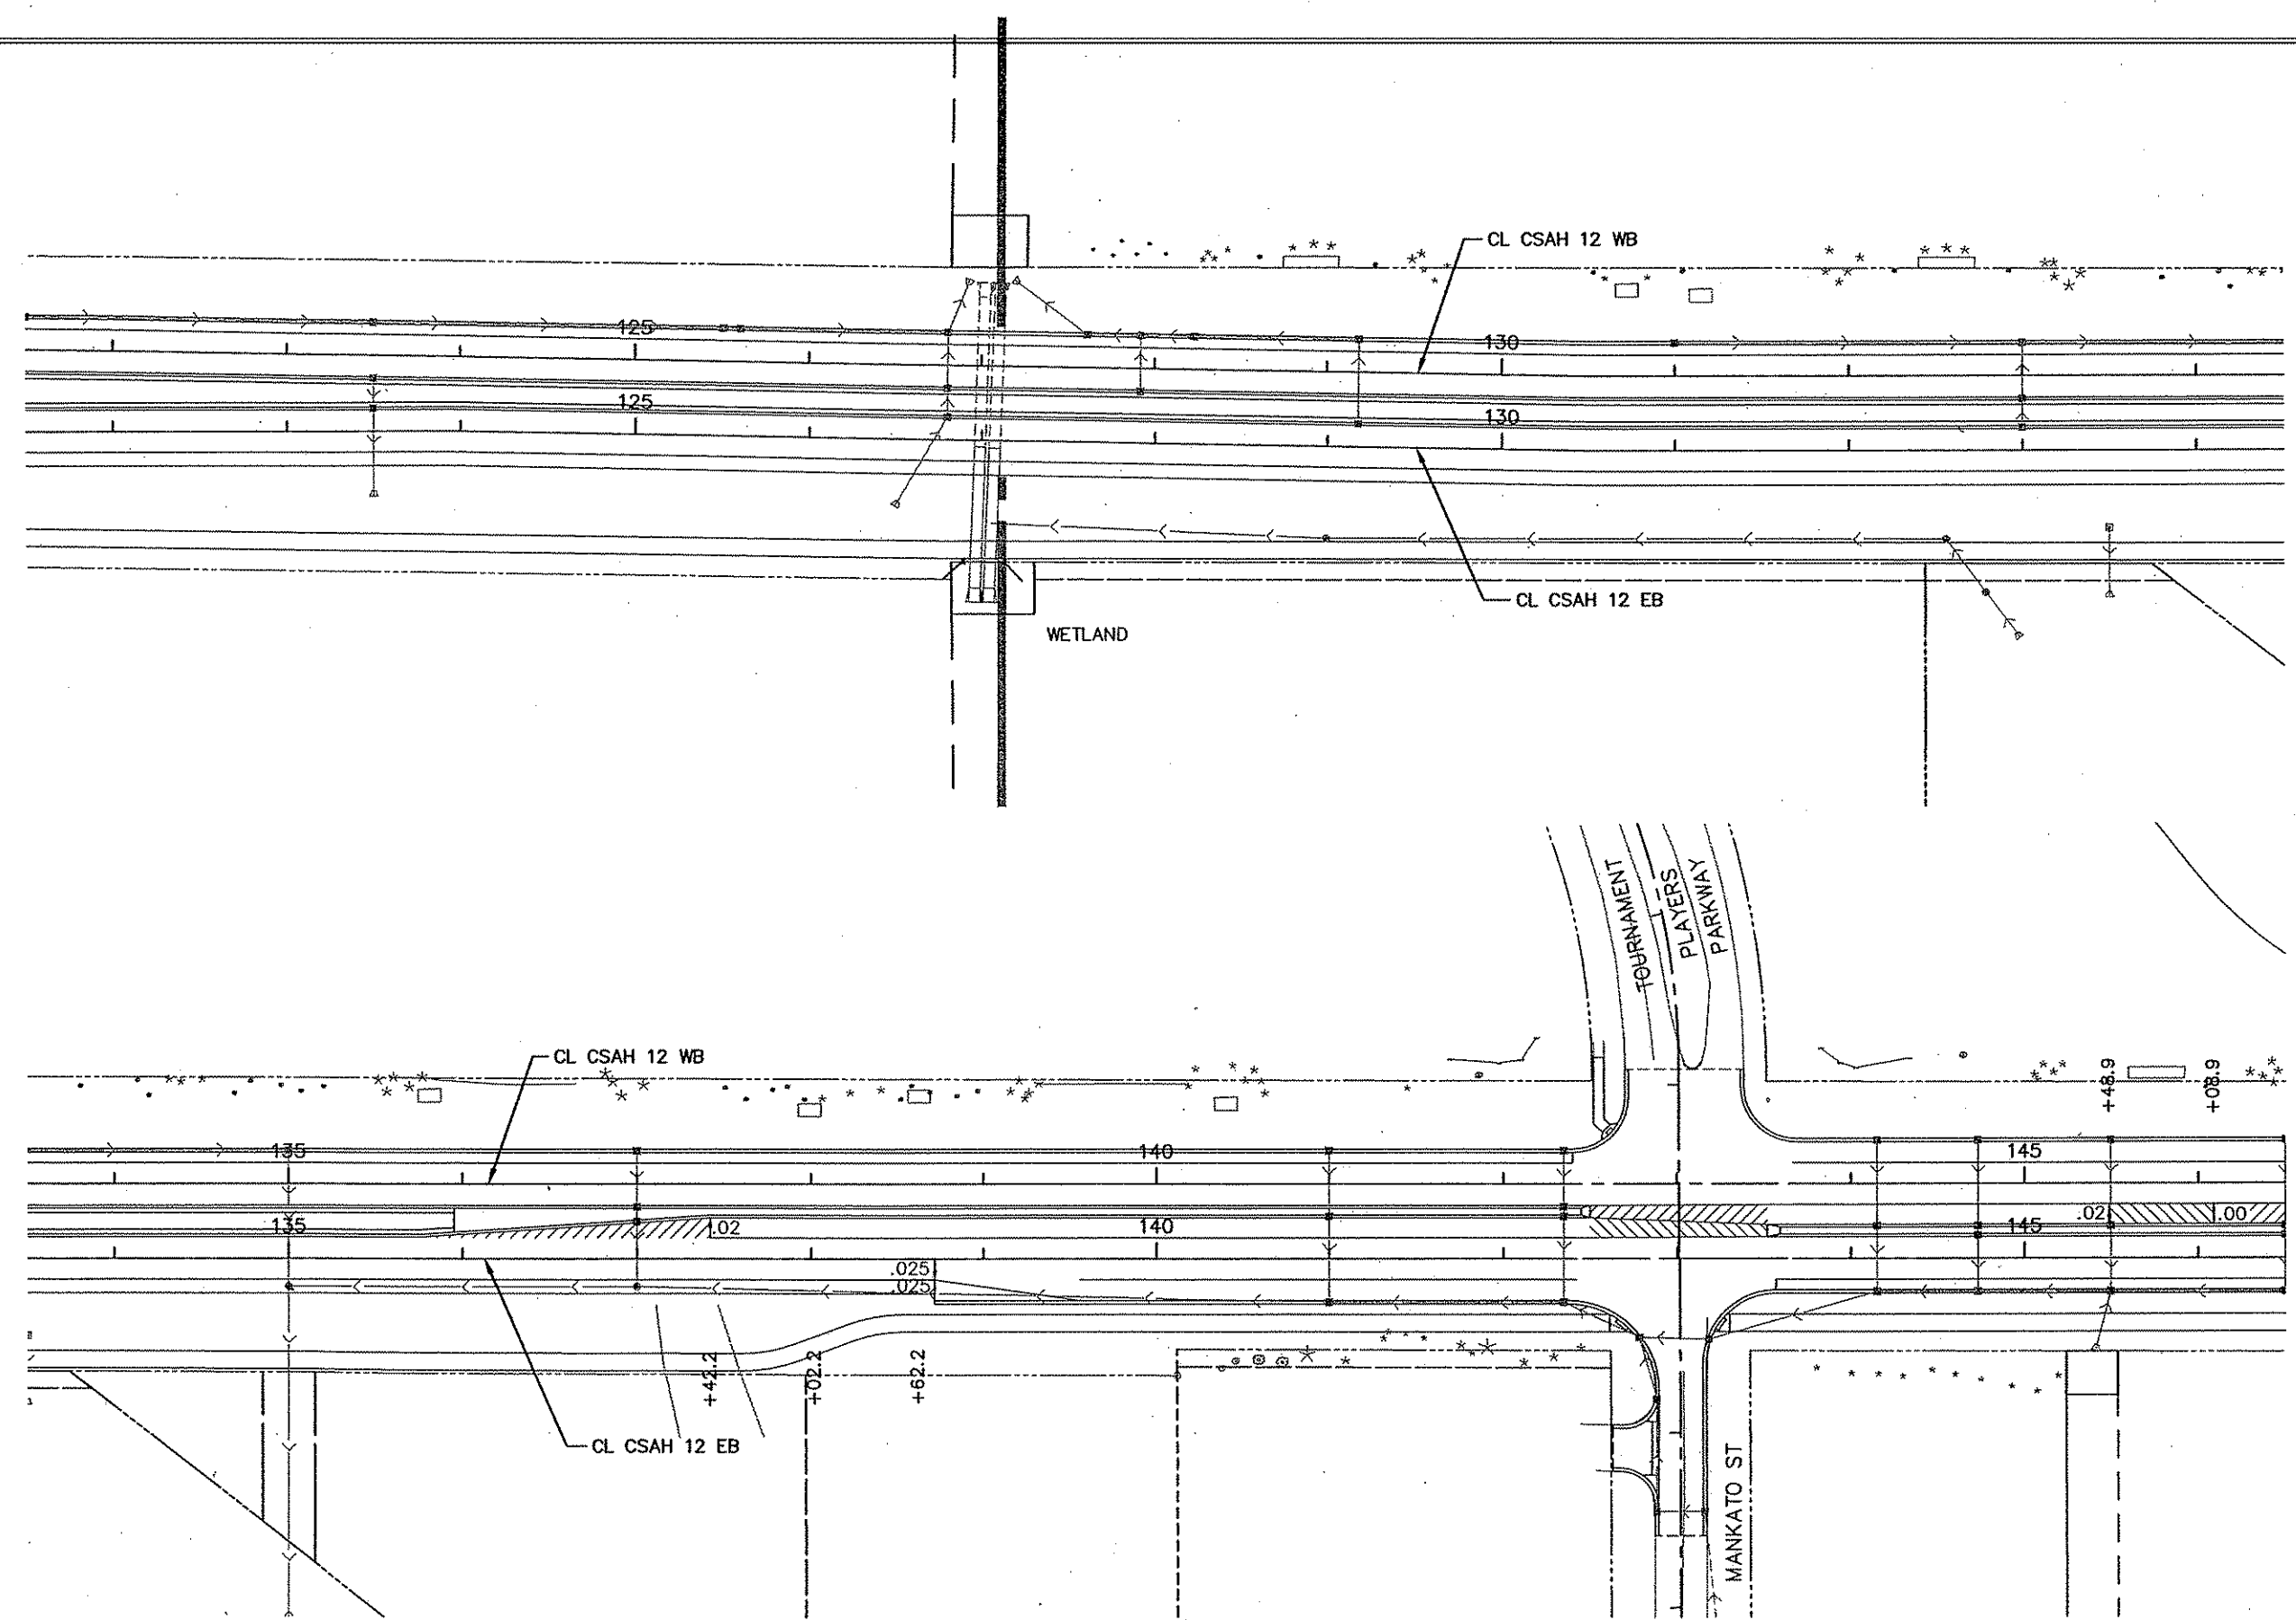 CL CSAH 12 WB
125
130
125
130
CL CSAH 12 EB
WETLAND
TOURNAMENT
PLAYERS
PARKWAY
CL CSAH 12 WB
+48.9
+08.9
135
140
145
135
.02
140
145
.02
.00
.025
.025
+42.2
+02.2
+62.2
CL CSAH 12 EB
MANKATO ST